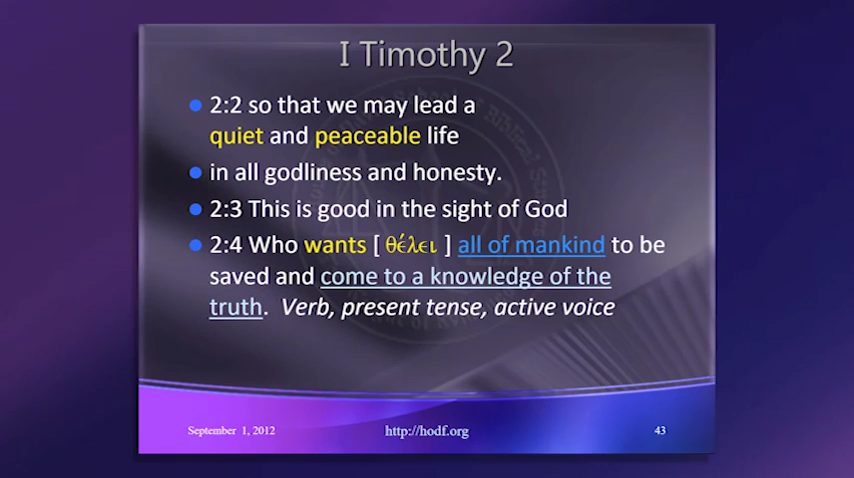 I Timothy 2
2:2 so that we may lead a
quiet and peaceable life
in all godliness and honesty.
2:3 This is good in the sight of God
2:4 Who wants [ θέλει ] all of mankind to be
saved and come to a knowledge of the
truth. Verb, present tense, active voice
September 1, 2012
http://hodf.org
43